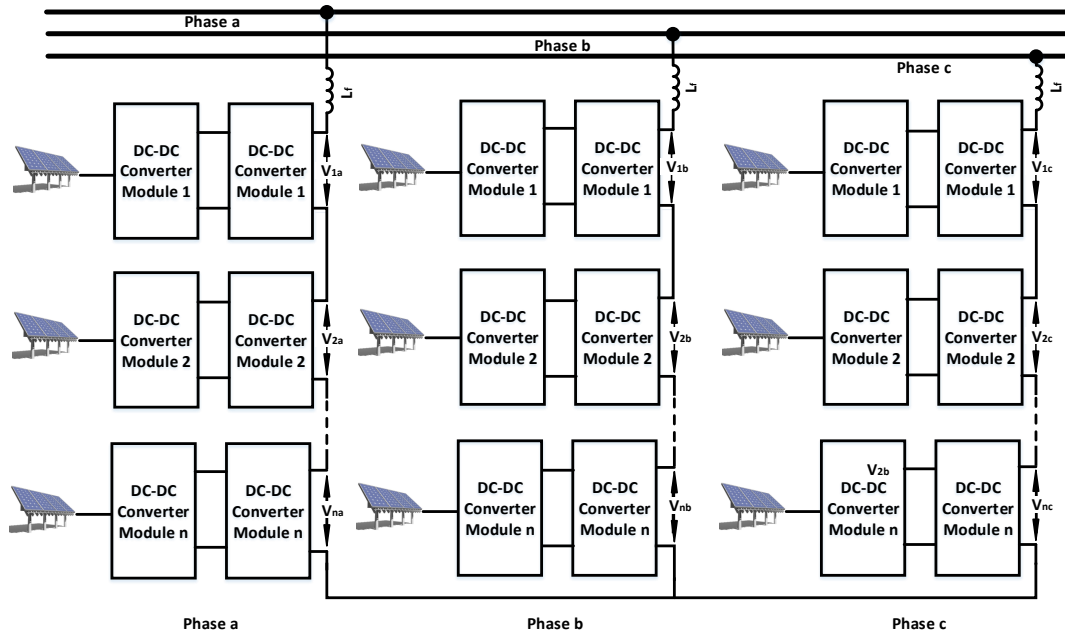 Phase a
Phase b
Phase c
Lf
Lf
Lf
DC-DC
Converter
Module 1
DC-DC
Converter
Module 1
V1a
DC-DC
Converter
Module 1
DC-DC
Converter
Module 1
V1b
DC-DC
Converter
Module 1
DC-DC
Converter
Module 1
V1c
DC-DC
Converter
Module 2
DC-DC
Converter
Module 2
V2a
DC-DC
Converter
Module 2
DC-DC
Converter
Module 2
V2b
DC-DC
Converter
Module 2
DC-DC
Converter
Module 2
V2c
DC-DC
Converter
Module n
DC-DC
Converter
Module n
Vna
DC-DC
Converter
Module n
DC-DC
Converter
Module n
Vnb
V2b
DC-DC
Converter
Module n
DC-DC
Converter
Module n
Vnc
Phase a
Phase b
Phase c